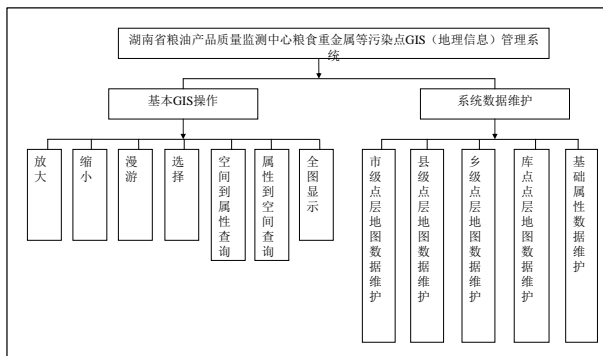 湖南省粮油产品质量监测中心粮食重金属等污染点GIS（地理信息）管理系
统
基本GIS操作
系统数据维护
放大
缩小
漫游
选择
空间到属性查询
属性到空间查询
全图显示
市级点层地图数据维护
县级点层地图数据维护
乡级点层地图数据维护
库点点层地图数据维护
基础属性数据维护